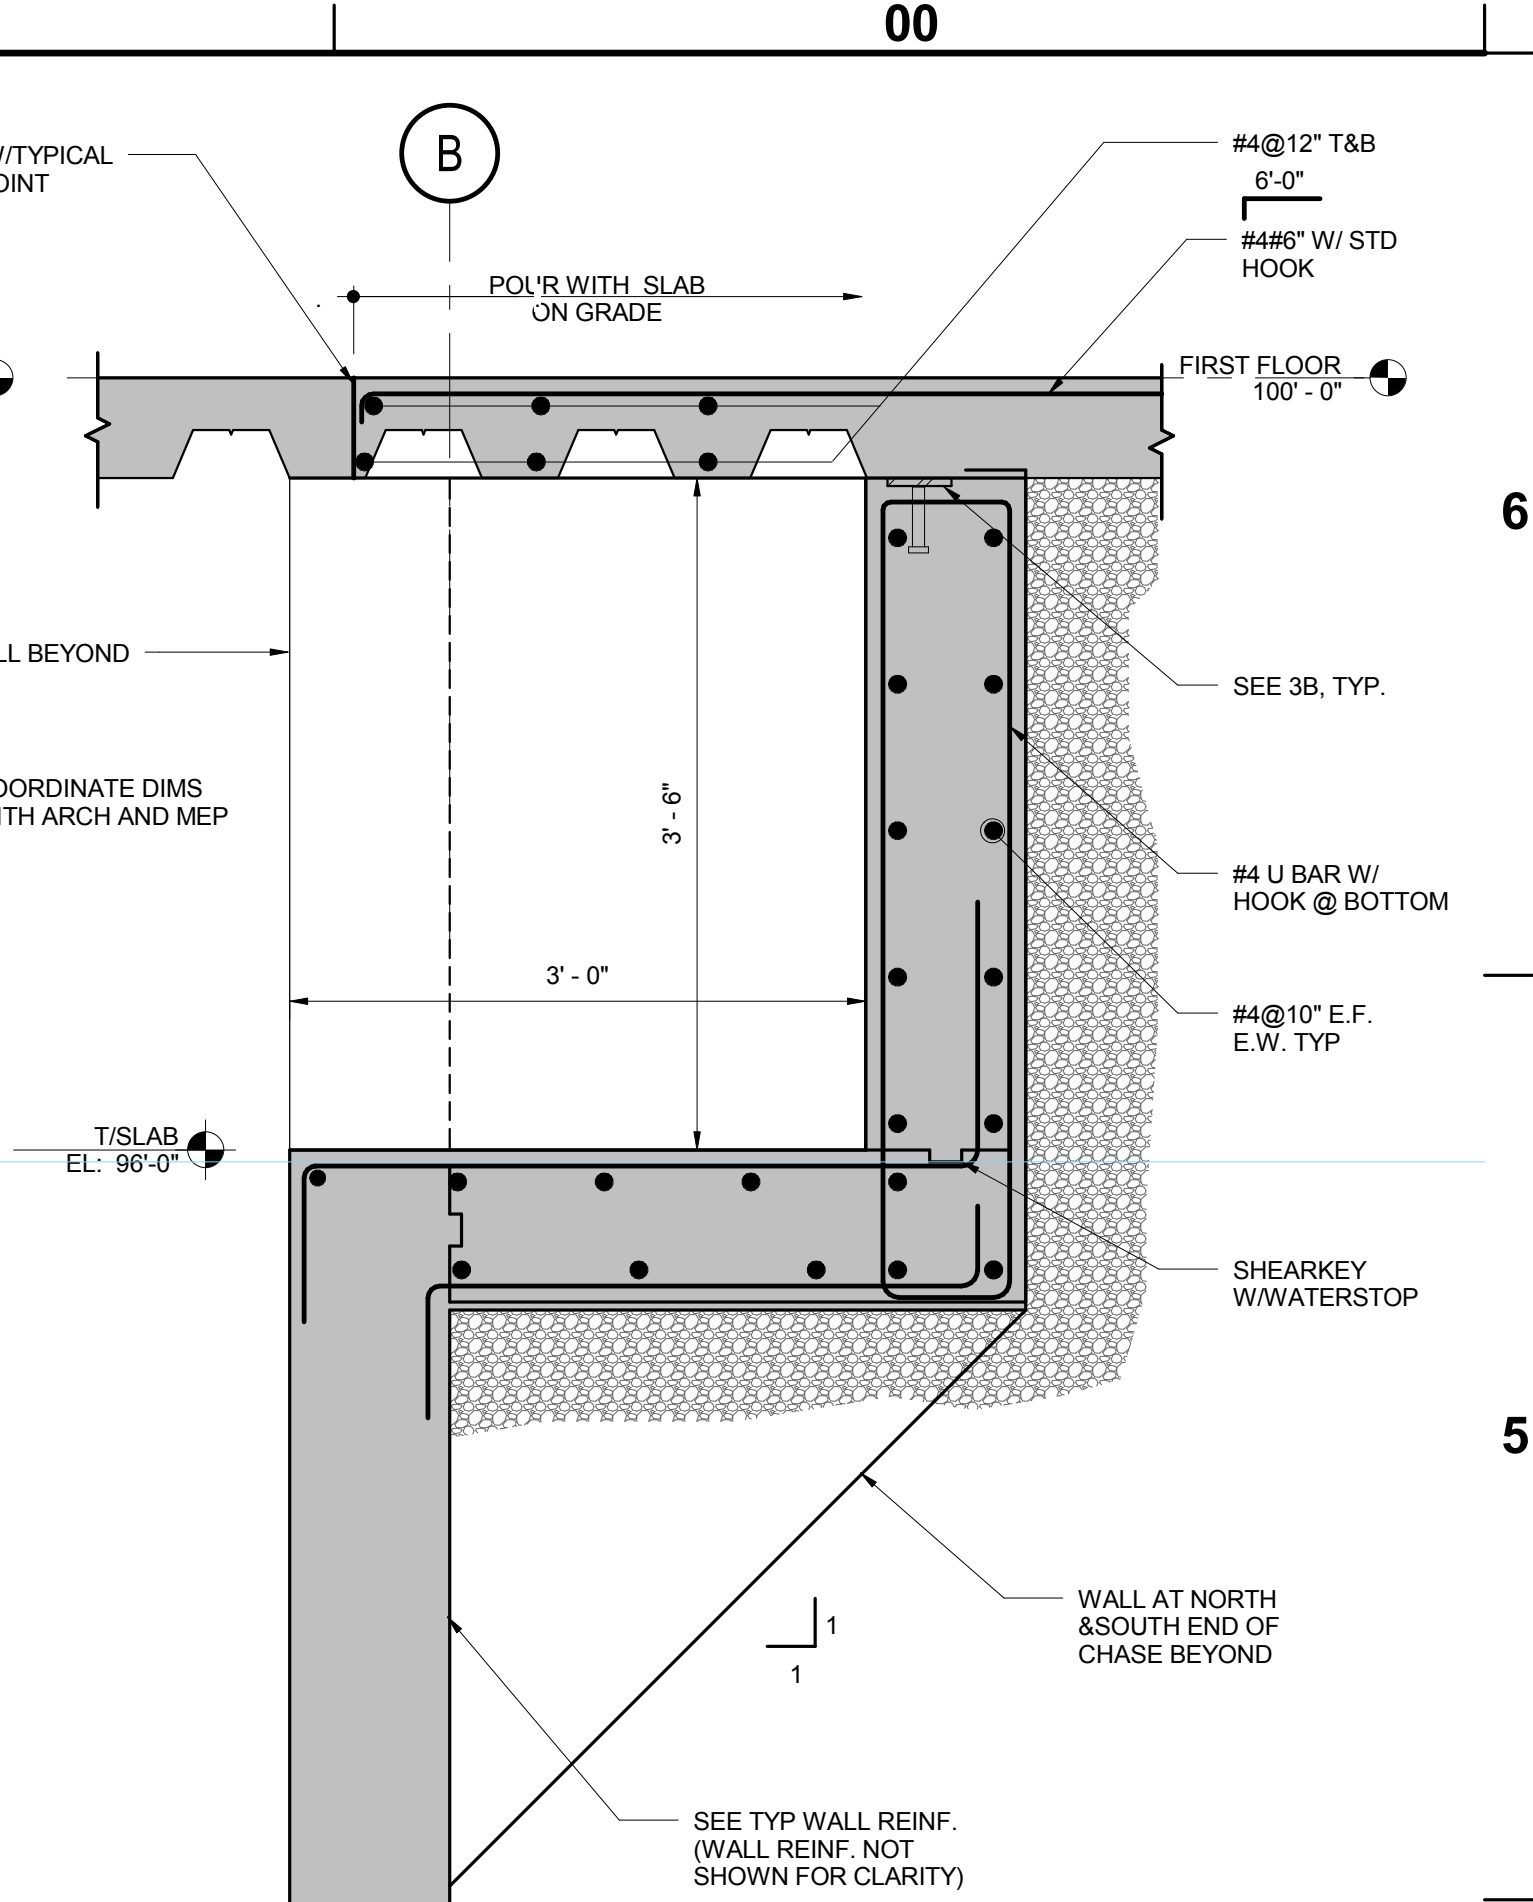 00
W/TYPICAL
OINT
B
#4@12" T&B
6'-0"
#4#6" W/ STD
HOOK
POUR WITH SLAB
ON GRADE
FIRST FLOOR
100' - 0"
6
LL BEYOND
SEE 3B, TYP.
OORDINATE DIMS
ITH ARCH AND MEP
3' - 6"
#4 U BAR W/
HOOK @ BOTTOM
3' - 0"
#4@10" E.F.
E.W. TYP
T/SLAB
EL: 96'-0"
SHEARKEY
W/WATERSTOP
5
WALL AT NORTH
&SOUTH END OF
CHASE BEYOND
1
1
SEE TYP WALL REINF.
(WALL REINF. NOT
SHOWN FOR CLARITY)